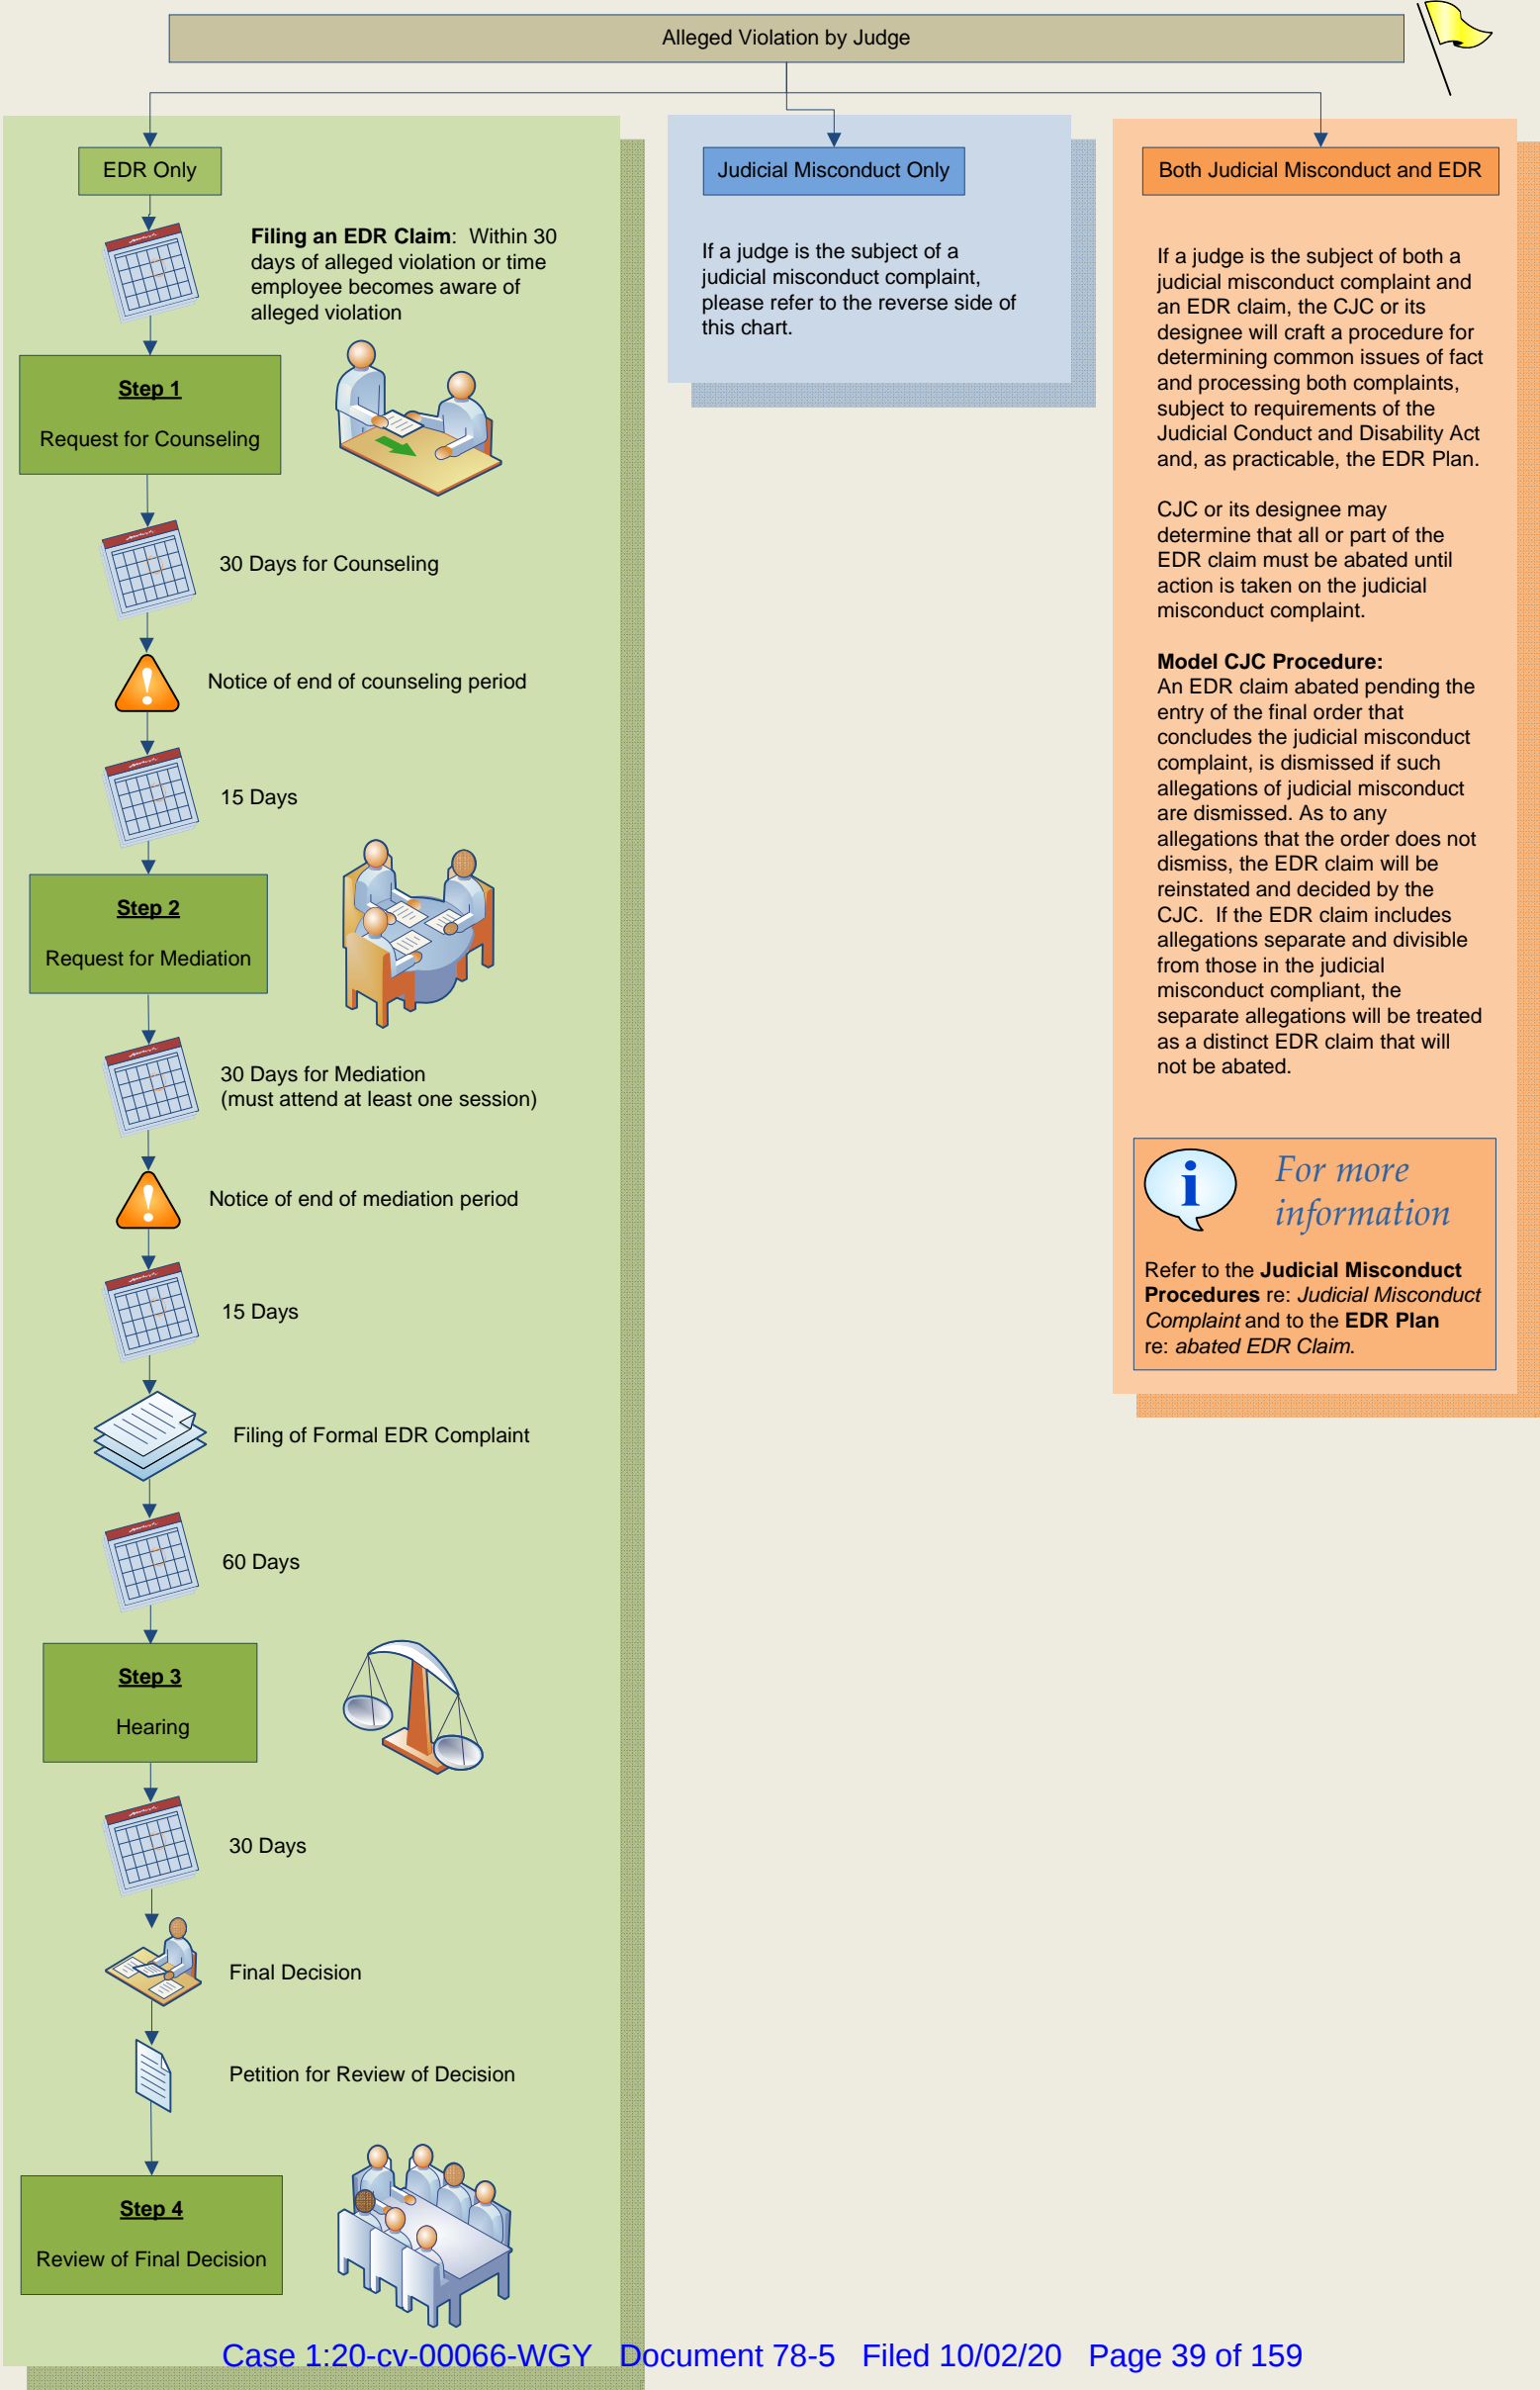 Alleged Violation by Judge
EDR Only
Filing an EDR Claim:  Within 30
days of alleged violation or time
employee becomes aware of
alleged violation
Step 1
Request for Counseling
30 Days for Counseling
Notice of end of counseling period
15 Days
Step 2
Request for Mediation
30 Days for Mediation
(must attend at least one session)
Notice of end of mediation period
15 Days
Filing of Formal EDR Complaint
60 Days
Step 3
Hearing
30 Days
Final Decision
Petition for Review of Decision
Step 4
Review of Final Decision
Judicial Misconduct Only
If a judge is the subject of a
judicial misconduct complaint,
please refer to the reverse side of
this chart.
Both Judicial Misconduct and EDR
If a judge is the subject of both a
judicial misconduct complaint and
an EDR claim, the CJC or its
designee will craft a procedure for
determining common issues of fact
and processing both complaints,
subject to requirements of the
Judicial Conduct and Disability Act
and, as practicable, the EDR Plan.
CJC or its designee may
determine that all or part of the
EDR claim must be abated until
action is taken on the judicial
misconduct complaint.
Model CJC Procedure:
An EDR claim abated pending the
entry of the final order that
concludes the judicial misconduct
complaint, is dismissed if such
allegations of judicial misconduct
are dismissed. As to any
allegations that the order does not
dismiss, the EDR claim will be
reinstated and decided by the
CJC.  If the EDR claim includes
allegations separate and divisible
from those in the judicial
misconduct compliant, the
separate allegations will be treated
as a distinct EDR claim that will
not be abated.
i
For more
information
Refer to the Judicial Misconduct
Procedures re: Judicial Misconduct
Complaint and to the EDR Plan
re: abated EDR Claim.
Case 1:20-cv-00066-WGY   Document 78-5   Filed 10/02/20   Page 39 of 159